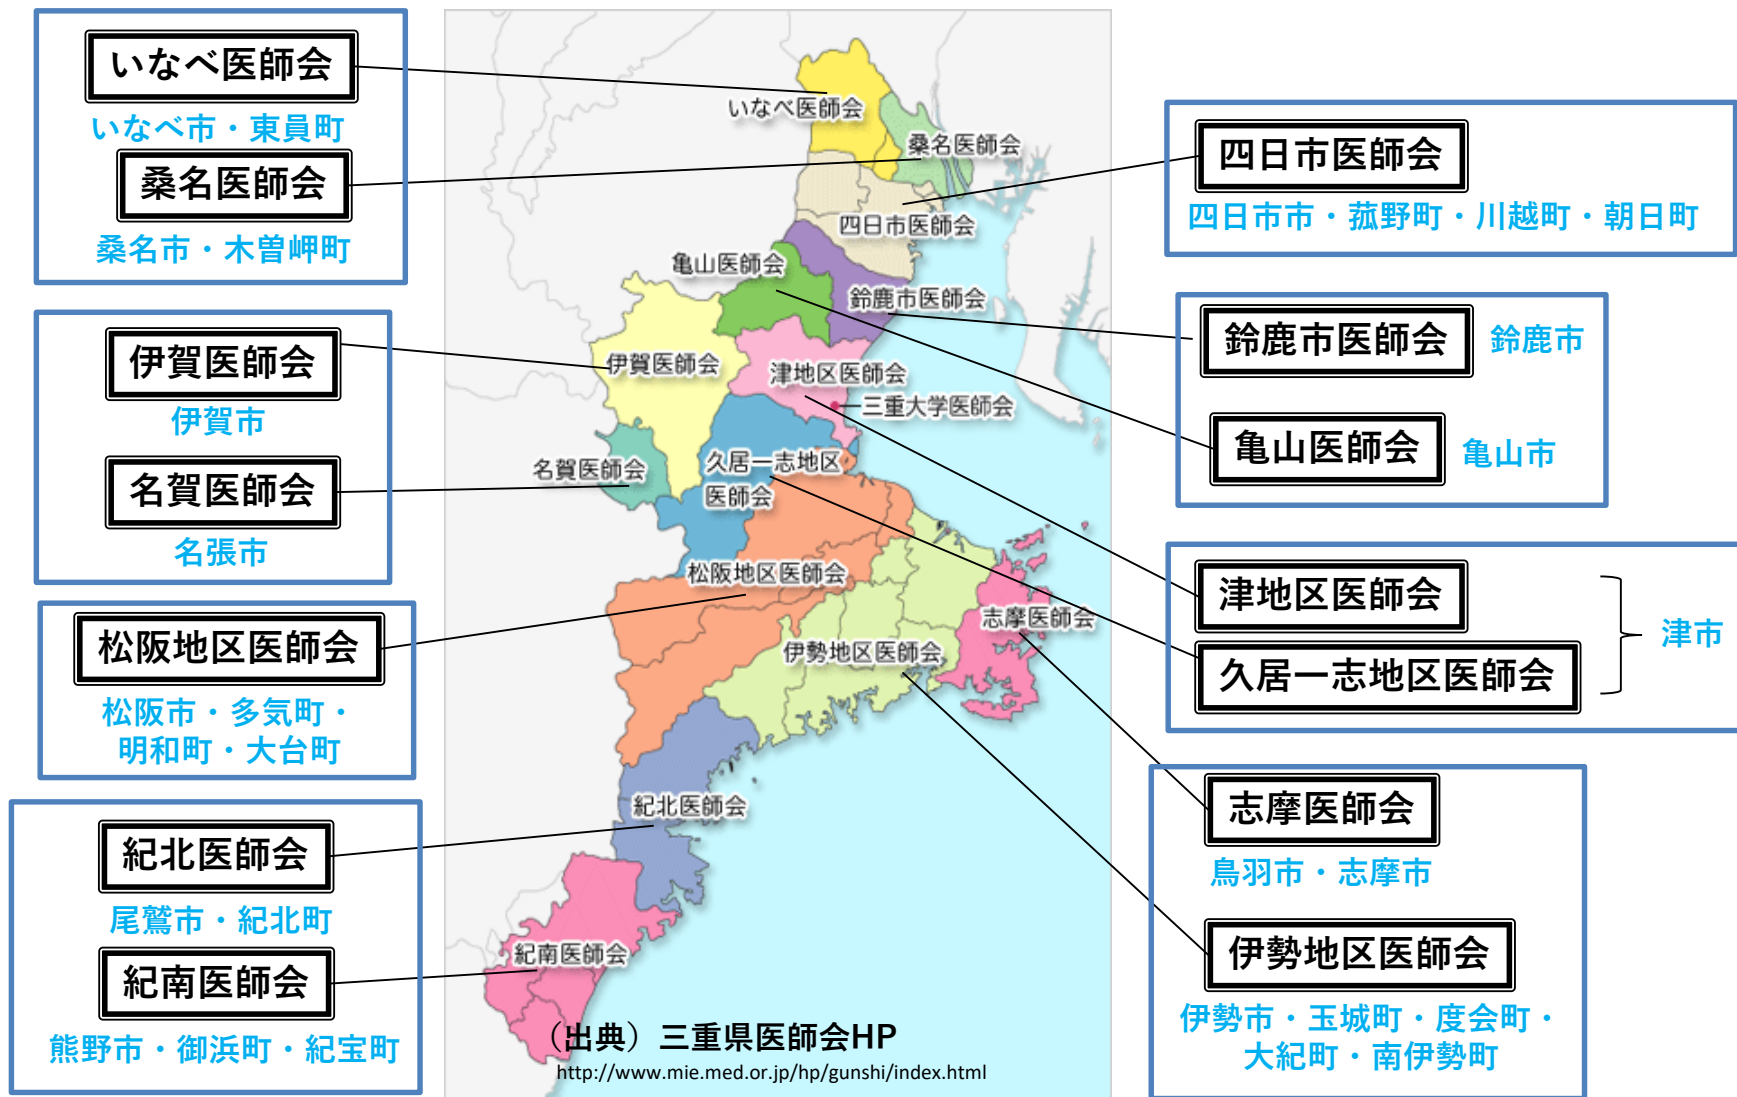 いなべ医師会
いなべ市・東員町
桑名医師会
桑名市・木曽岬町
伊賀医師会
伊賀市
名賀医師会
名張市
松阪地区医師会
松阪市・多気町・
明和町・大台町
紀北医師会
尾鷲市・紀北町
紀南医師会
熊野市・御浜町・紀宝町
いなべ医師会
桑名医師会
四日市医師会
亀山医師会
鈴鹿市医師会
伊賀医師会
津地区医師会
三重大学医師会
名賀医師会
久居一志地区
医師会
松阪地区医師会
志摩医師会
伊勢地区医師会
紀北医師会
紀南医師会
（出典）三重県医師会HP
http://www.mie.med.or.jp/hp/gunshi/index.html
四日市医師会
四日市市・菰野町・川越町・朝日町
鈴鹿市医師会 鈴鹿市
亀山医師会 亀山市
津地区医師会
津市
久居一志地区医師会
志摩医師会
鳥羽市・志摩市
伊勢地区医師会
伊勢市・玉城町・度会町・
大紀町・南伊勢町